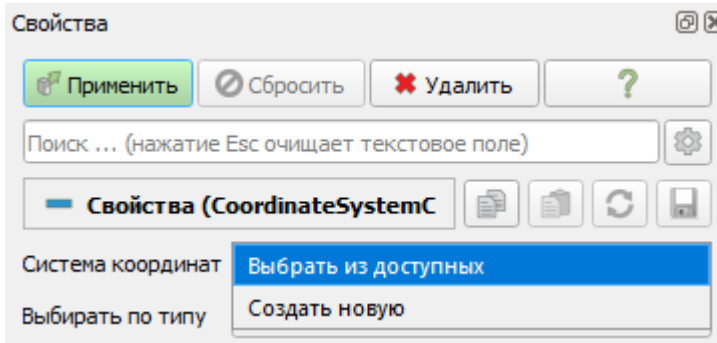 Свойства
Применить Сбросить Удалить ?
Поиск ... (нажатие Esc очищает текстовое поле)
Свойства (CoordinateSystemC
Система координат Выбрать из доступных
Создать новую
Выбирать по типу